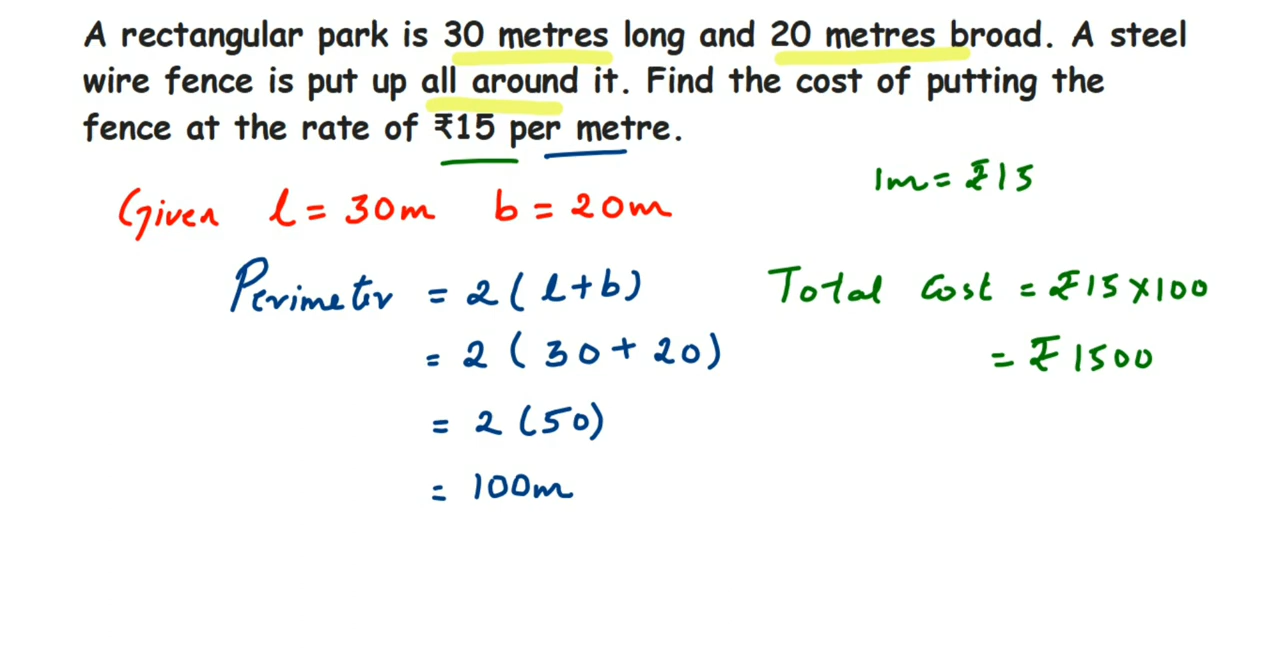 A rectangular park is 30 metres long and 20 metres broad. A steel
wire fence is put up all around it. Find the cost of putting the
fence at the rate of ₹15 per metre.
1m = ₹15
Given l = 30m b = 20m
Perimeter = 2 ( l + b )
= 2 ( 30 + 20 )
= 2 (50)
= 100m
Total Cost = ₹15 × 100
= ₹1500